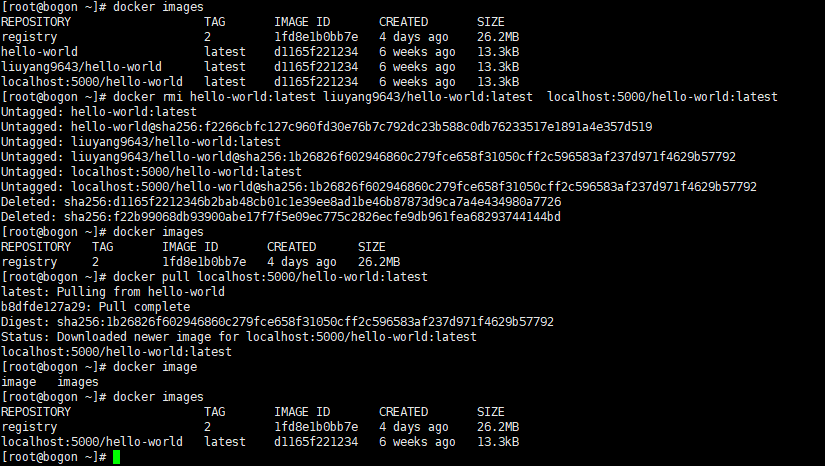 [root@bogon ~]# docker images
REPOSITORY TAG IMAGE ID CREATED SIZE
registry 2 1fd8e1b0bb7e 4 days ago 26.2MB
hello-world latest d1165f221234 6 weeks ago 13.3kB
liuyang9643/hello-world latest d1165f221234 6 weeks ago 13.3kB
localhost:5000/hello-world latest d1165f221234 6 weeks ago 13.3kB
[root@bogon ~]# docker rmi hello-world:latest liuyang9643/hello-world:latest  localhost:5000/hello-world:latest
Untagged: hello-world:latest
Untagged: hello-world@sha256:f2266cbfc127c960fd30e76b7c792dc23b588c0db76233517e1891a4e357d519
Untagged: liuyang9643/hello-world:latest
Untagged: liuyang9643/hello-world@sha256:1b26826f602946860c279fce658f31050cff2c596583af237d971f4629b57792
Untagged: localhost:5000/hello-world:latest
Untagged: localhost:5000/hello-world@sha256:1b26826f602946860c279fce658f31050cff2c596583af237d971f4629b57792
Deleted: sha256:d1165f2212346b2bab48cb01c1e39ee8ad1be46b87873d9ca7a4e434980a7726
Deleted: sha256:f22b99068db93900abe17f7f5e09ec775c2826ecfe9db961fea68293744144bd
[root@bogon ~]# docker images
REPOSITORY TAG IMAGE ID CREATED SIZE
registry 2 1fd8e1b0bb7e 4 days ago 26.2MB
[root@bogon ~]# docker pull localhost:5000/hello-world:latest
latest: Pulling from hello-world
b8dfde127a29: Pull complete
Digest: sha256:1b26826f602946860c279fce658f31050cff2c596583af237d971f4629b57792
Status: Downloaded newer image for localhost:5000/hello-world:latest
localhost:5000/hello-world:latest
[root@bogon ~]# docker image
image images
[root@bogon ~]# docker images
REPOSITORY TAG IMAGE ID CREATED SIZE
registry 2 1fd8e1b0bb7e 4 days ago 26.2MB
localhost:5000/hello-world latest d1165f221234 6 weeks ago 13.3kB
[root@bogon ~]#